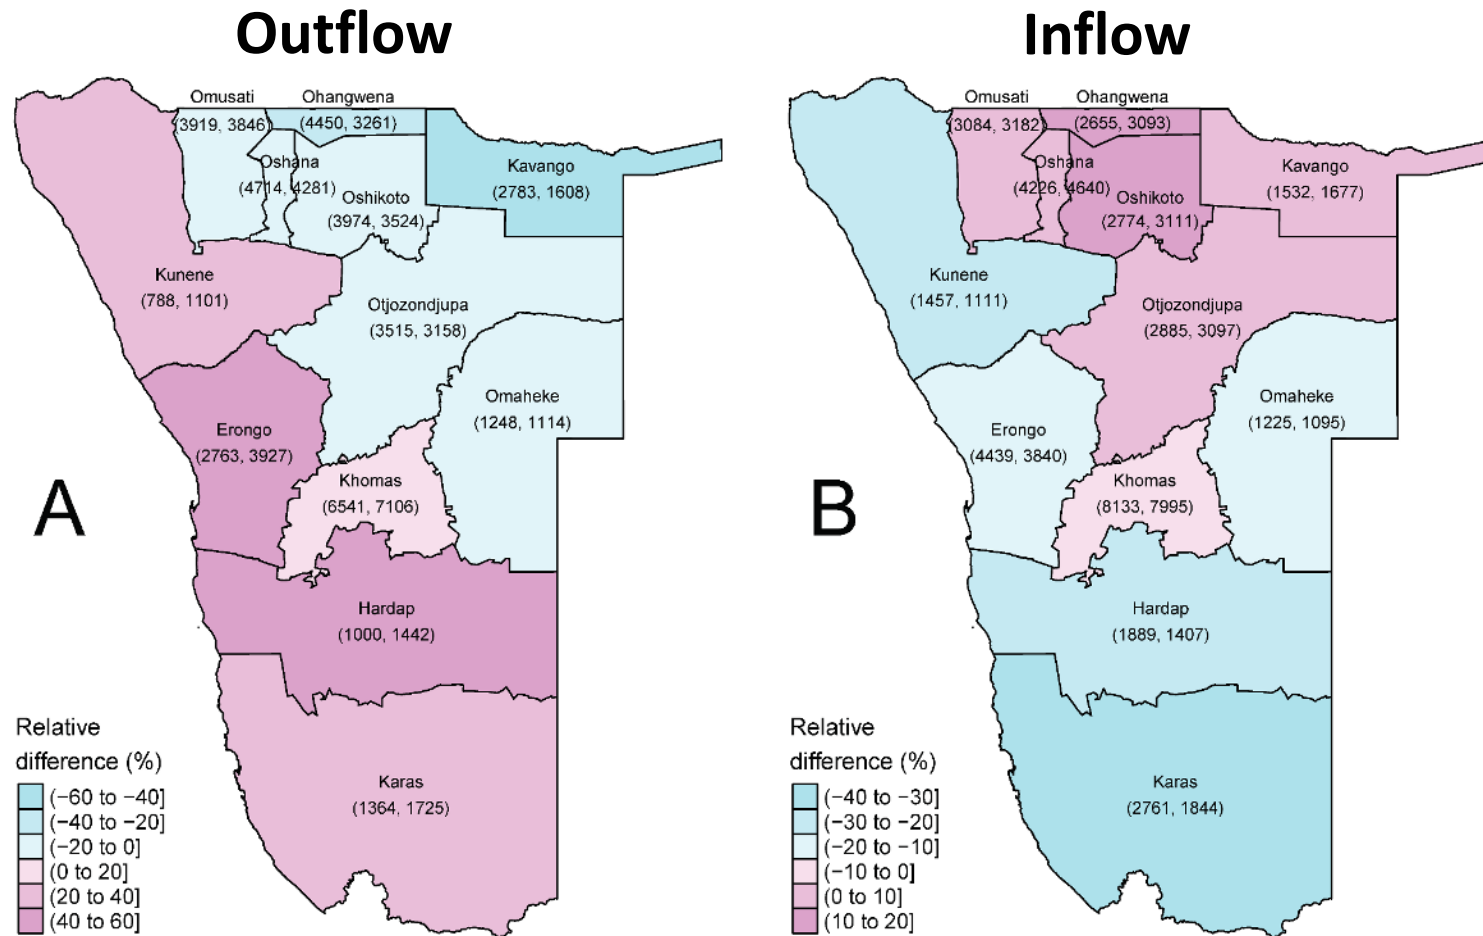 Outflow
Omusati
(3919, 3846)
Ohangwena
(4450, 3261)
Oshana
(4714, 4281)
Oshikoto
(3974, 3524)
Kavango
(2783, 1608)
Kunene
(788, 1101)
Otjozondjupa
(3515, 3158)
Omaheke
(1248, 1114)
Erongo
(2763, 3927)
Khomas
(6541, 7106)
A
Hardap
(1000, 1442)
Karas
(1364, 1725)
Relative
difference (%)
(−60 to −40]
(−40 to −20]
(−20 to 0]
(0 to 20]
(20 to 40]
(40 to 60]
Inflow
Omusati
(3084, 3182)
Ohangwena
(2655, 3093)
Oshana
(4226, 4640)
Oshikoto
(2774, 3111)
Kavango
(1532, 1677)
Kunene
(1457, 1111)
Otjozondjupa
(2885, 3097)
Omaheke
(1225, 1095)
Erongo
(4439, 3840)
Khomas
(8133, 7995)
B
Hardap
(1889, 1407)
Karas
(2761, 1844)
Relative
difference (%)
(−40 to −30]
(−30 to −20]
(−20 to −10]
(−10 to 0]
(0 to 10]
(10 to 20]